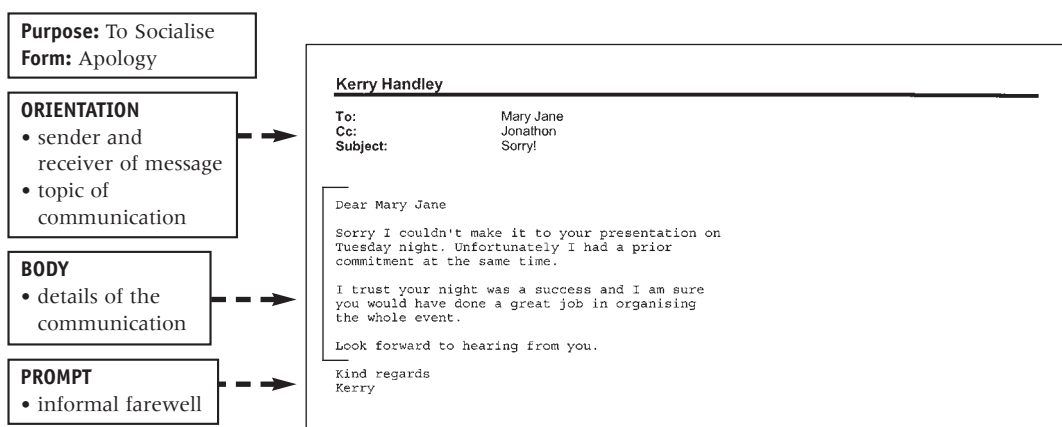 Purpose: To Socialise
Form: Apology
ORIENTATION
• sender and
receiver of message
• topic of
communication
BODY
• details of the
communication
PROMPT
• informal farewell
Kerry Handley
To: Mary Jane
Cc: Jonathon
Subject: Sorry!
Dear Mary Jane
Sorry I couldn't make it to your presentation on
Tuesday night. Unfortunately I had a prior
commitment at the same time.
I trust your night was a success and I am sure
you would have done a great job in organising
the whole event.
Look forward to hearing from you.
Kind regards
Kerry